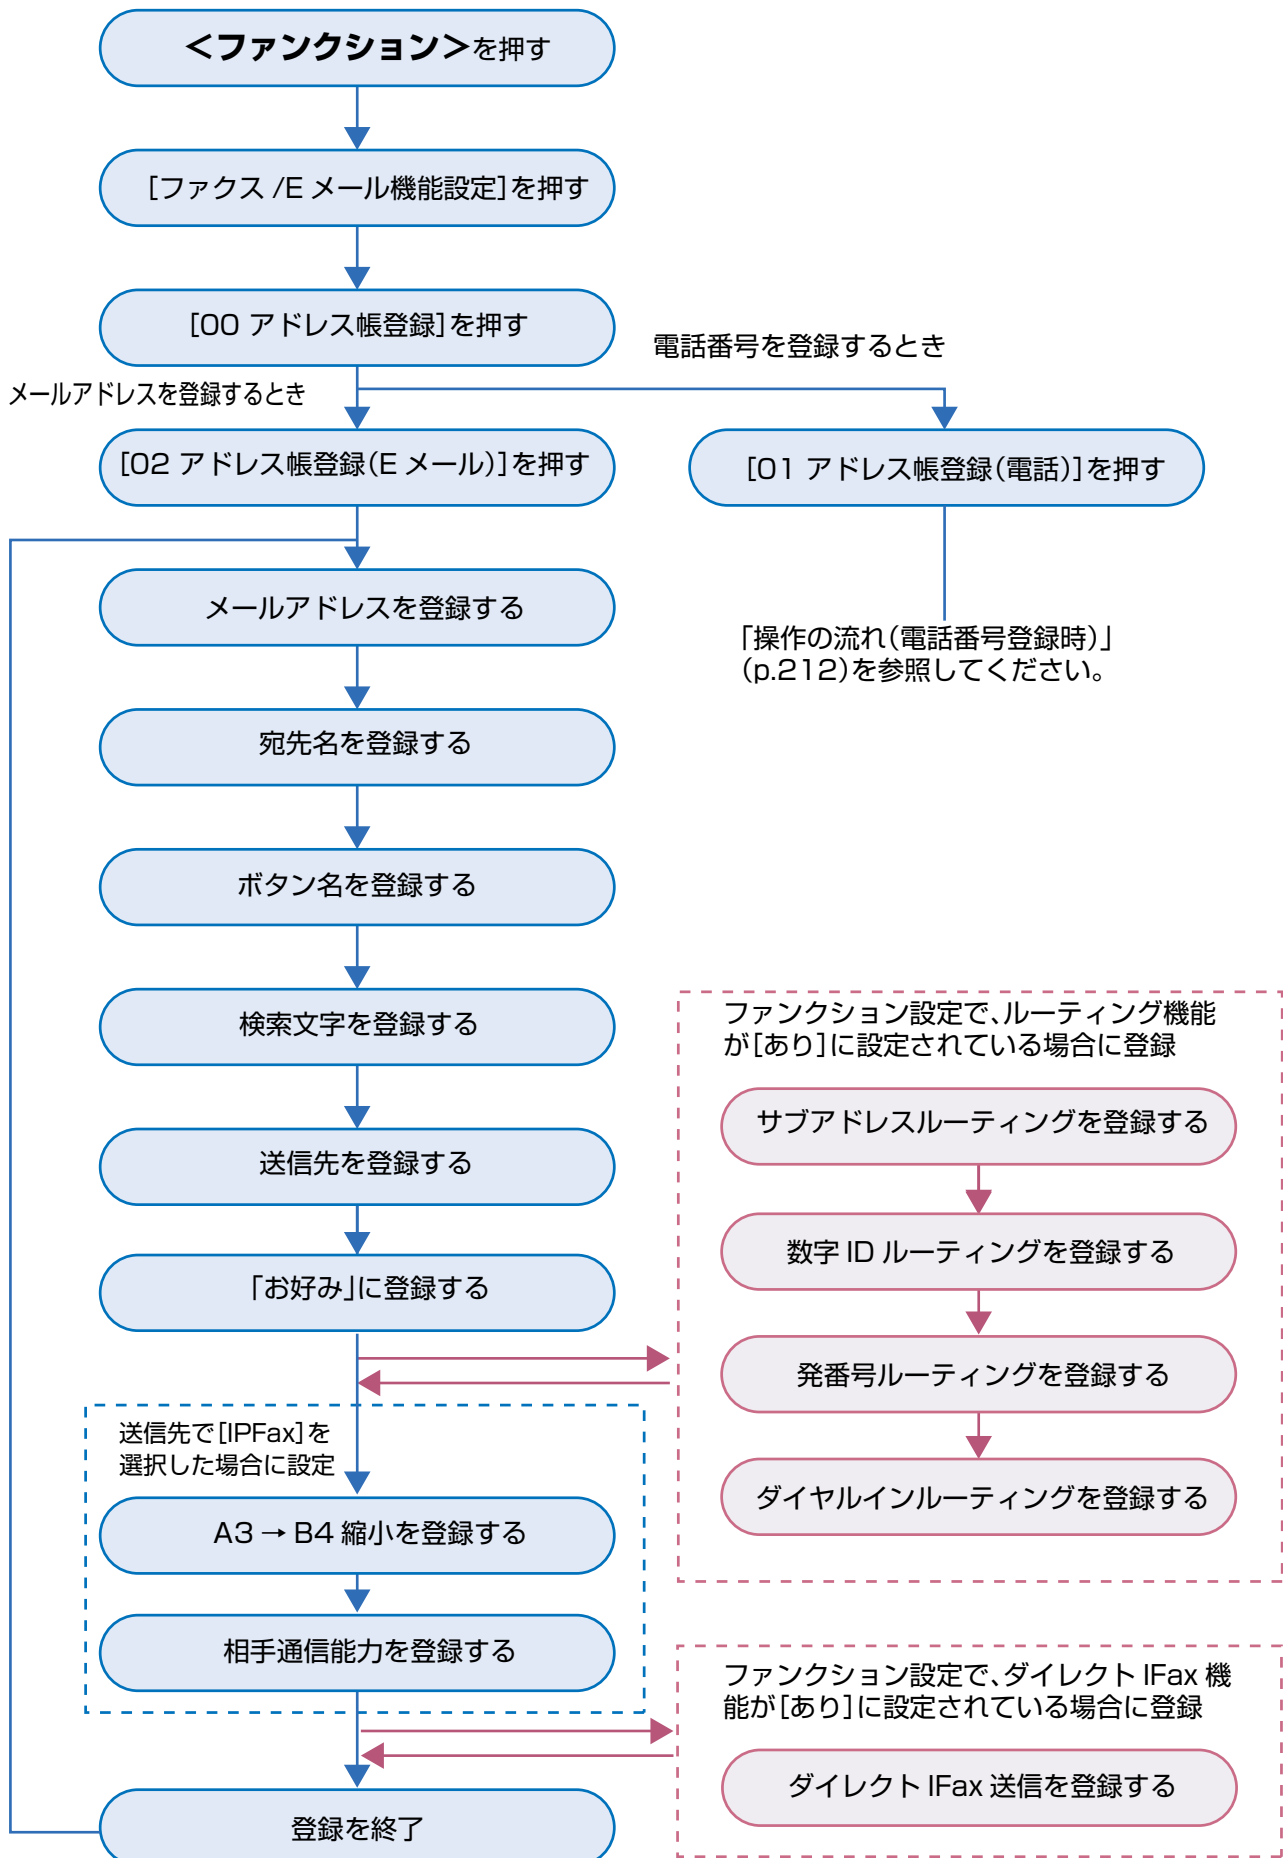 ＜ファンクション＞を押す
［ファクス /E メール機能設定］を押す
［00 アドレス帳登録］を押す
電話番号を登録するとき
メールアドレスを登録するとき
［02 アドレス帳登録（E メール）］を押す
［01 アドレス帳登録（電話）］を押す
メールアドレスを登録する
「操作の流れ（電話番号登録時）」
（p.212）を参照してください。
宛先名を登録する
ボタン名を登録する
検索文字を登録する
送信先を登録する
「お好み」に登録する
ファンクション設定で、ルーティング機能
が［あり］に設定されている場合に登録
サブアドレスルーティングを登録する
数字 ID ルーティングを登録する
発番号ルーティングを登録する
ダイヤルインルーティングを登録する
送信先で［IPFax］を
選択した場合に設定
A3 → B4 縮小を登録する
相手通信能力を登録する
ファンクション設定で、ダイレクト IFax 機
能が［あり］に設定されている場合に登録
ダイレクト IFax 送信を登録する
登録を終了